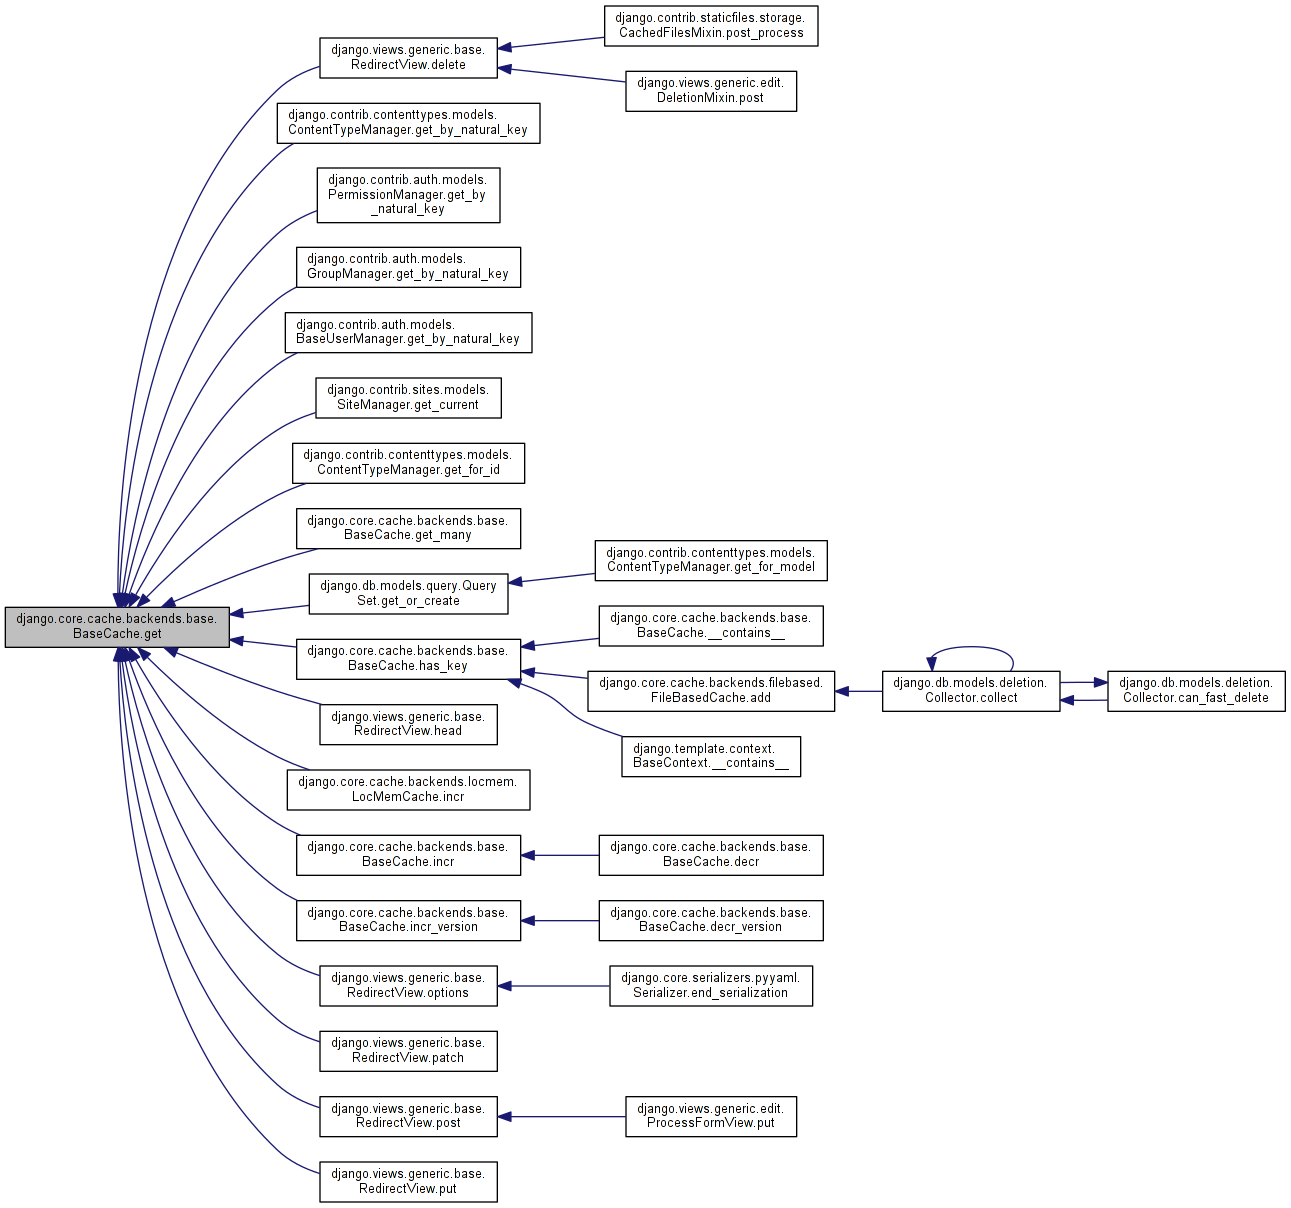 django.contrib.staticfiles.storage.
CachedFilesMixin.post_process
django.views.generic.base.
RedirectView.delete
django.views.generic.edit.
DeletionMixin.post
django.contrib.contenttypes.models.
ContentTypeManager.get_by_natural_key
django.contrib.auth.models.
PermissionManager.get_by
_natural_key
django.contrib.auth.models.
GroupManager.get_by_natural_key
django.contrib.auth.models.
BaseUserManager.get_by_natural_key
django.contrib.sites.models.
SiteManager.get_current
django.contrib.contenttypes.models.
ContentTypeManager.get_for_id
django.core.cache.backends.base.
BaseCache.get_many
django.db.models.query.Query
Set.get_or_create
django.contrib.contenttypes.models.
ContentTypeManager.get_for_model
django.core.cache.backends.base.
BaseCache.get
django.core.cache.backends.base.
BaseCache.has_key
django.core.cache.backends.base.
BaseCache.__contains__
django.core.cache.backends.filebased.
FileBasedCache.add
django.db.models.deletion.
Collector.collect
django.db.models.deletion.
Collector.can_fast_delete
django.template.context.
BaseContext.__contains__
django.views.generic.base.
RedirectView.head
django.core.cache.backends.locmem.
LocMemCache.incr
django.core.cache.backends.base.
BaseCache.incr
django.core.cache.backends.base.
BaseCache.decr
django.core.cache.backends.base.
BaseCache.incr_version
django.core.cache.backends.base.
BaseCache.decr_version
django.views.generic.base.
RedirectView.options
django.core.serializers.pyyaml.
Serializer.end_serialization
django.views.generic.base.
RedirectView.patch
django.views.generic.base.
RedirectView.post
django.views.generic.edit.
ProcessFormView.put
django.views.generic.base.
RedirectView.put